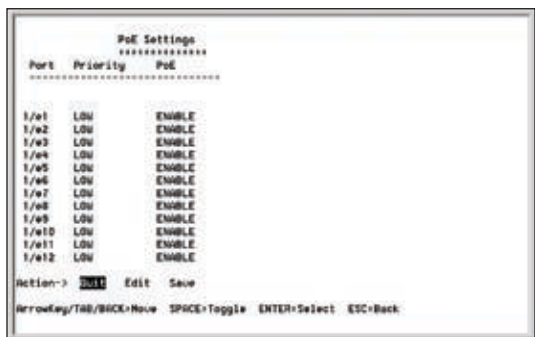 PoE Settings
**************
Port Priority PoE
---------------------------
1/e1 LOW ENABLE
1/e2 LOW ENABLE
1/e3 LOW ENABLE
1/e4 LOW ENABLE
1/e5 LOW ENABLE
1/e6 LOW ENABLE
1/e7 LOW ENABLE
1/e8 LOW ENABLE
1/e9 LOW ENABLE
1/e10 LOW ENABLE
1/e11 LOW ENABLE
1/e12 LOW ENABLE
Action-> Quit Edit Save
ArrowKey/TAB/BACK=Move SPACE=Toggle ENTER=Select ESC=Back